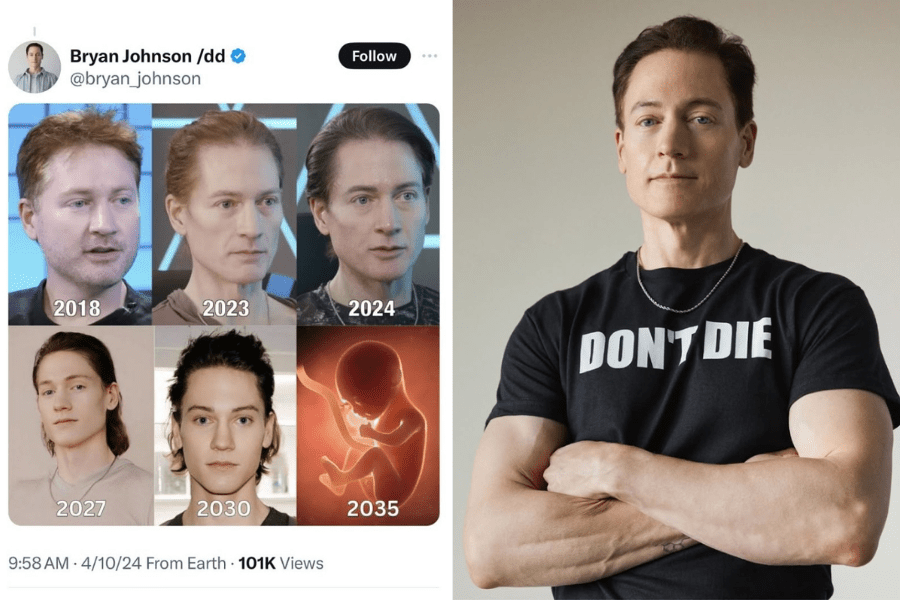 Bryan Johnson /dd
@bryan_johnson
Follow
2018
2023
2024
2027
2030
2035
9:58 AM · 4/10/24 From Earth · 101K Views
DON'T DIE